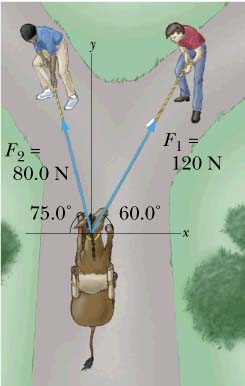 y
F₁ =
120 N
F₂ =
80.0 N
75.0°
60.0°
x